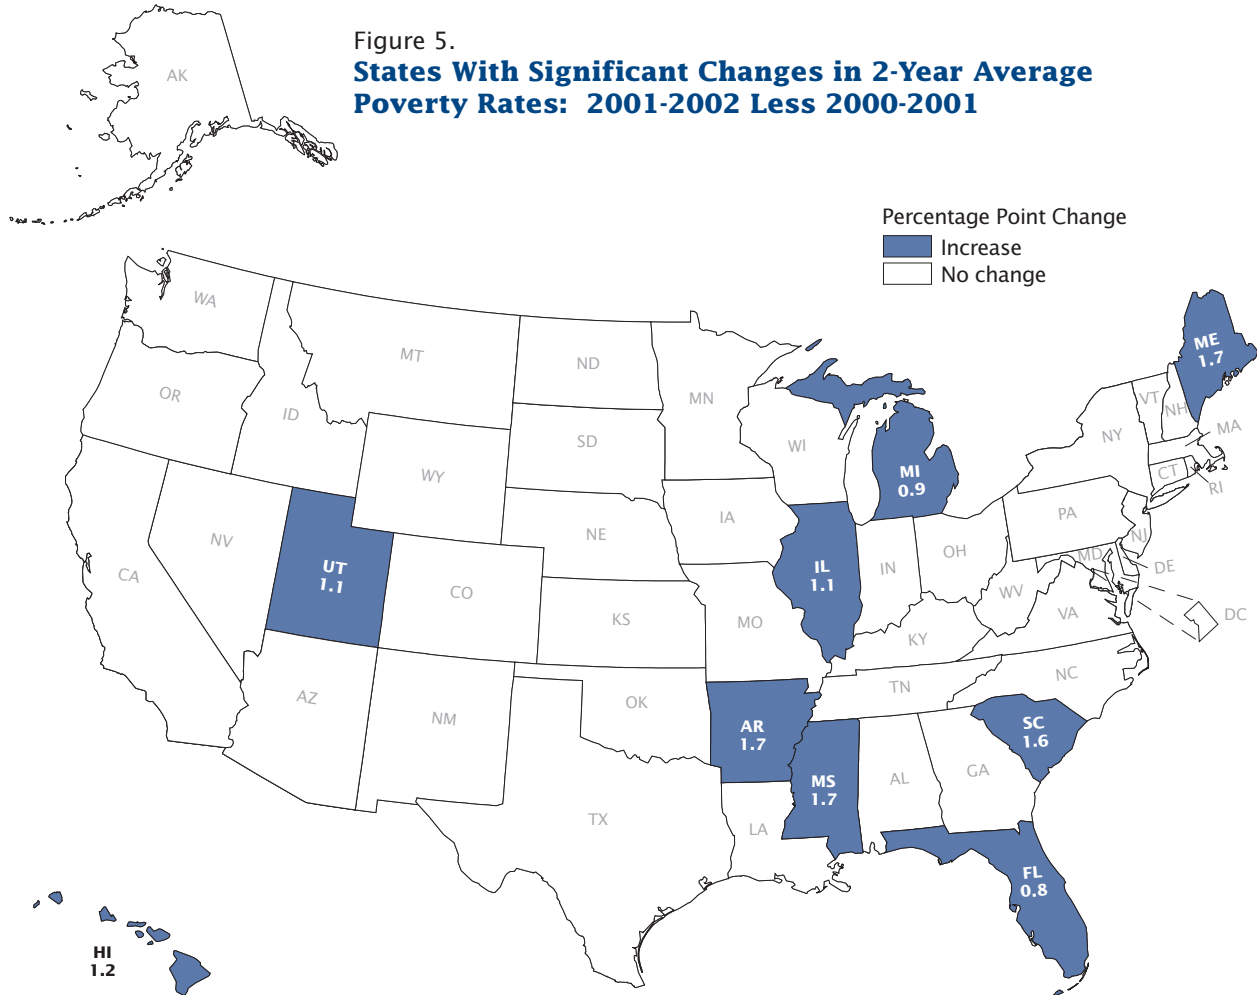 Figure 5.
States With Significant Changes in 2-Year Average
Poverty Rates: 2001-2002 Less 2000-2001
AK
Percentage Point Change
Increase
No change
WA
MT
ND
MN
ME
1.7
OR
ID
SD
WI
VT
NH
NY
MA
WY
MI
0.9
CT
RI
IA
PA
NV
NE
OH
NJ
UT
1.1
IL
1.1
IN
MD
DE
CA
CO
WV
KS
MO
VA
DC
KY
AZ
NM
OK
TN
NC
AR
1.7
SC
1.6
MS
1.7
AL
GA
TX
LA
FL
0.8
HI
1.2